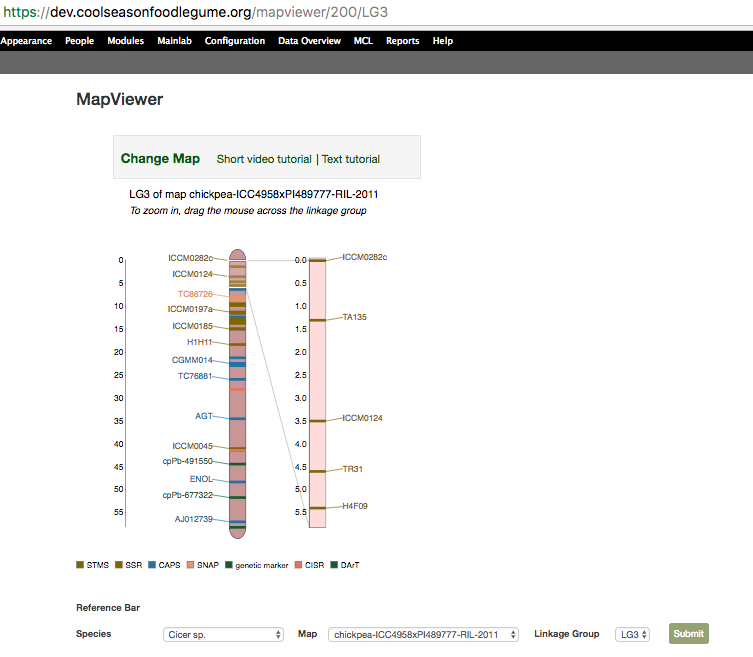 https://dev.coolseasonfoodlegume.org/mapviewer/200/LG3
Appearance People Modules Mainlab Configuration Data Overview MCL Reports Help
MapViewer
Change Map Short video tutorial | Text tutorial
LG3 of map chickpea-ICC4958xPI489777-RIL-2011
To zoom in, drag the mouse across the linkage group
0 ICCM0282c 0.0 ICCM0282c
ICCM0124
5 0.5
TC88726
10 ICCM0197a 1.0
TA135
15 ICCM0185 1.5
H1H11
20 2.0
CGMM014
25 TC76881 2.5
30 3.0
35 AGT 3.5 ICCM0124
40 ICCM0045 4.0
cpPb-491550
45 4.5 TR31
ENOL
50 cpPb-677322 5.0
H4F09
55 AJ012739 5.5
STMS SSR CAPS SNAP genetic marker CISR DArT
Reference Bar
Species Cicer sp. Map chickpea-ICC4958xPI489777-RIL-2011 Linkage Group LG3 Submit